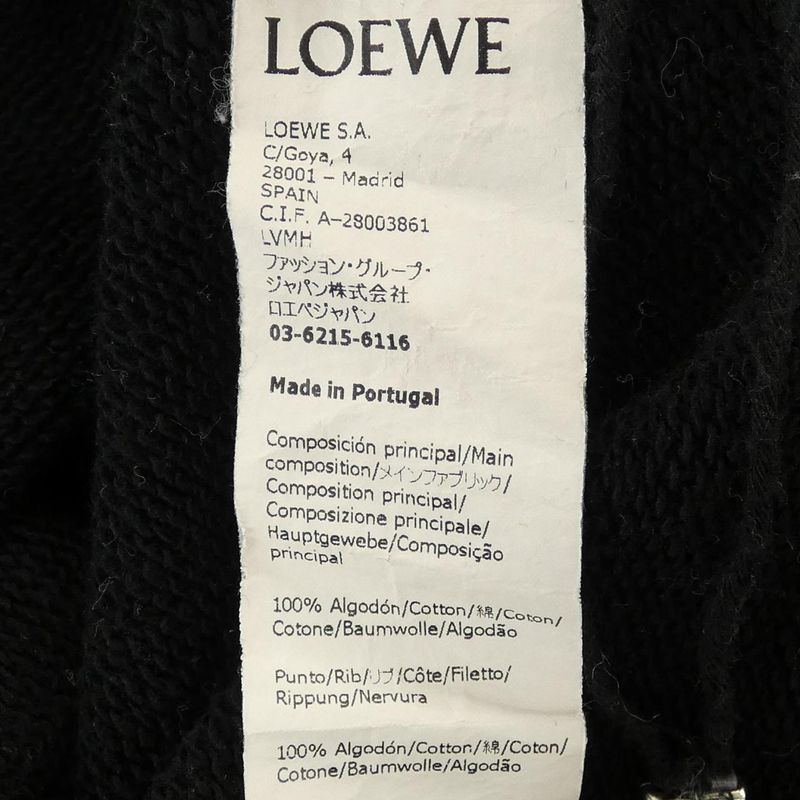 LOEWE
LOEWE S.A.
C/Goya, 4
28001 – Madrid
SPAIN
C.I.F. A-28003861
LVMH
ファッション・グループ・
ジャパン株式会社
ロエベジャパン
03-6215-6116
Made in Portugal
Composición principal/Main
composition/メインファブリック/
Composition principal/
Composizione principale/
Hauptgewebe/Composição
principal
100% Algodón/Cotton/綿/Coton/
Cotone/Baumwolle/Algodão
Punto/Rib/リブ/Côte/Filetto/
Rippung/Nervura
100% Algodón/Cotton/綿/Coton/
Cotone/Baumwolle/Algodão